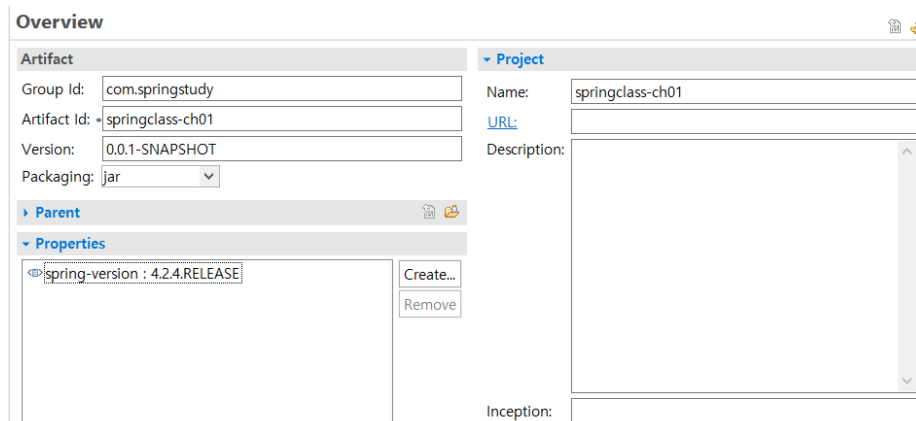 Overview
Artifact
Group Id: com.springstudy
Artifact Id: * springclass-ch01
Version: 0.0.1-SNAPSHOT
Packaging: jar
Parent
Properties
spring-version : 4.2.4.RELEASE
Create...
Remove
Project
Name: springclass-ch01
URL:
Description:
Inception: